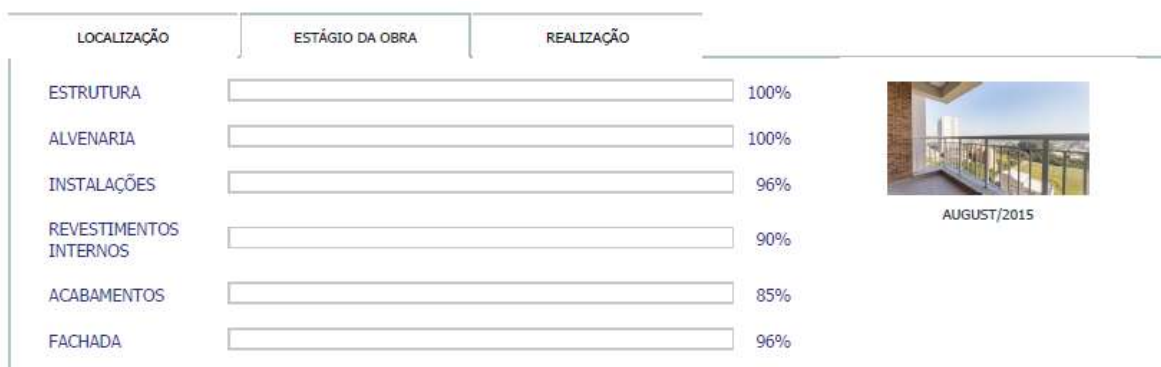 LOCALIZAÇÃO
ESTÁGIO DA OBRA
REALIZAÇÃO
ESTRUTURA 100%
ALVENARIA 100%
INSTALAÇÕES 96%
REVESTIMENTOS
INTERNOS 90%
ACABAMENTOS 85%
FACHADA 96%
AUGUST/2015